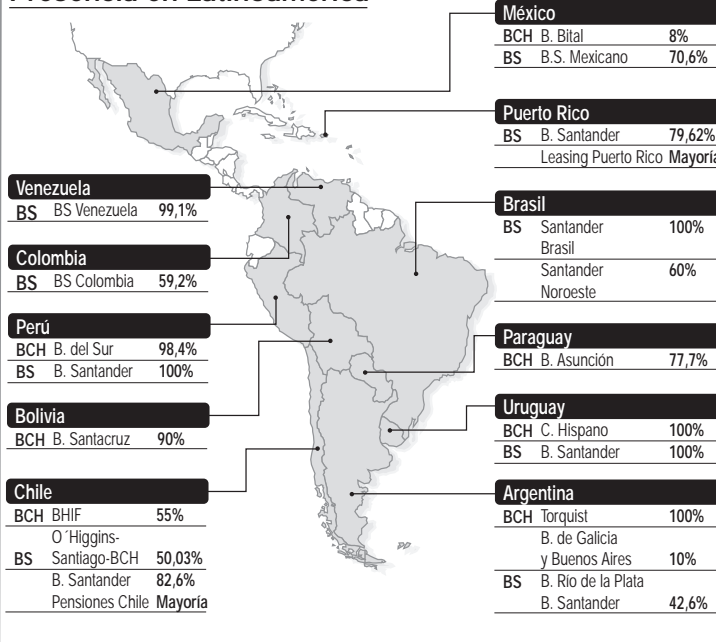 México
BCH B. Bital 8%
BS B.S. Mexicano 70,6%
Puerto Rico
BS B. Santander 79,62%
Leasing Puerto Rico Mayoría
Venezuela
BS BS Venezuela 99,1%
Brasil
BS Santander 100%
Brasil
Santander 60%
Noroeste
Colombia
BS BS Colombia 59,2%
Perú
BCH B. del Sur 98,4%
BS B. Santander 100%
Paraguay
BCH B. Asunción 77,7%
Bolivia
BCH B. Santacruz 90%
Uruguay
BCH C. Hispano 100%
BS B. Santander 100%
Chile
BCH BHIF 55%
O´Higgins-
BS Santiago-BCH 50,03%
B. Santander 82,6%
Pensiones Chile Mayoría
Argentina
BCH Torquist 100%
B. de Galicia
y Buenos Aires 10%
BS B. Río de la Plata
B. Santander 42,6%